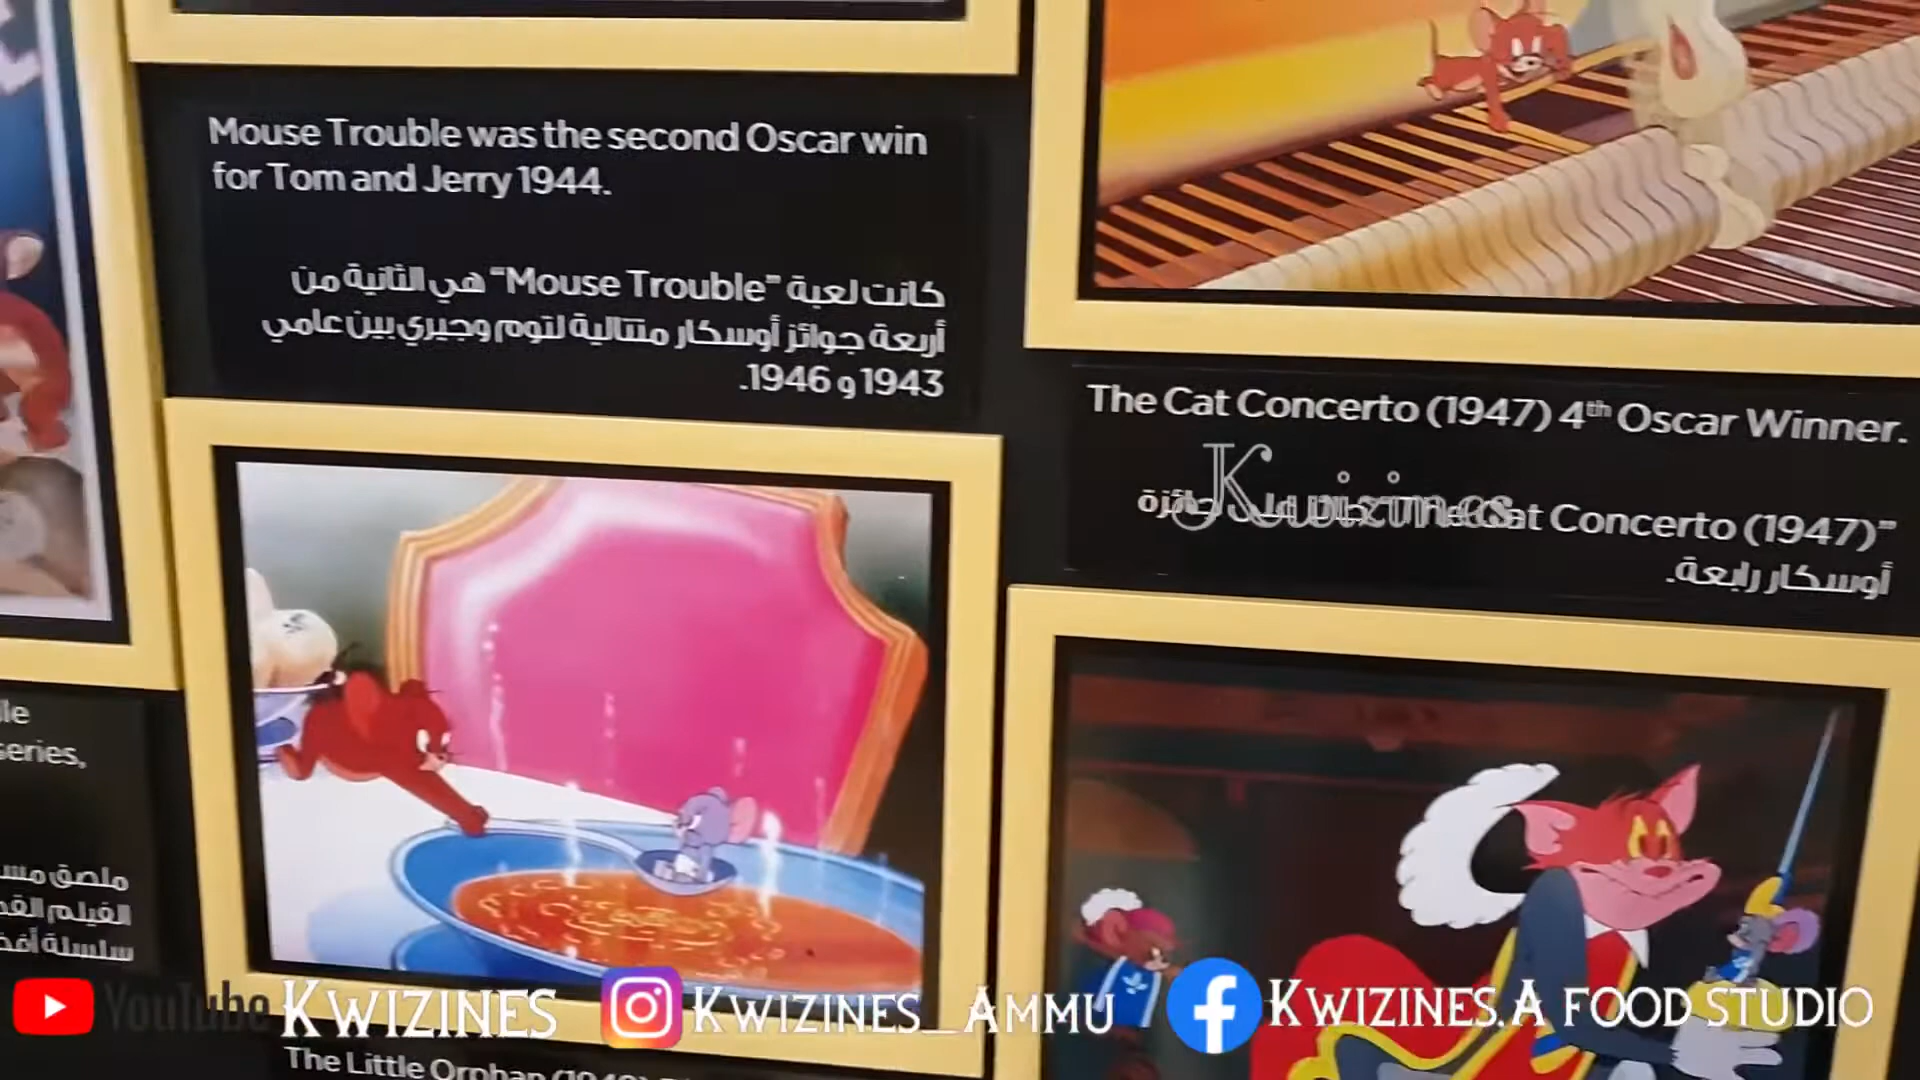 Mouse Trouble was the second Oscar win
for Tom and Jerry 1944.
كانت لعبة "Mouse Trouble" هي الثانية من
أربعة جوائز أوسكار متتالية لتوم وجيري بين عامي
1943 و 1946.
The Cat Concerto (1947) 4th Oscar Winner.
Kwizines
Cat Concerto (1947)" جائزة
أوسكار رابعة.
series,
ملصق
YouTube KWIZINES
KWIZINES_AMMU
KWIZINES.A FOOD STUDIO
The Little Orphan